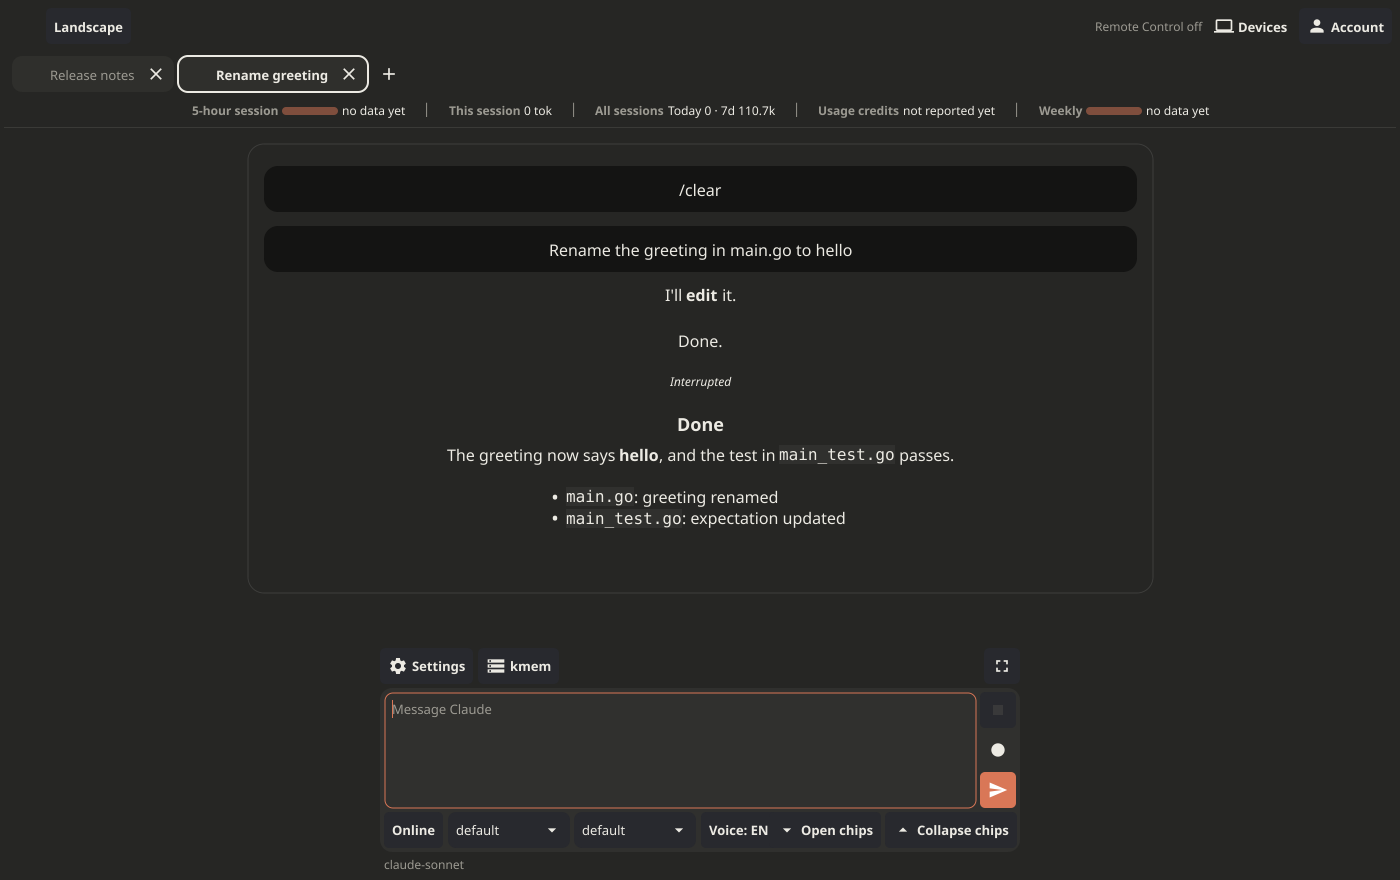 Landscape
Remote Control off Devices Account
Release notes Rename greeting
5-hour session no data yet This session 0 tok All sessions Today 0 · 7d 110.7k Usage credits not reported yet Weekly no data yet
/clear
Rename the greeting in main.go to hello
I'll edit it.
Done.
Interrupted
Done
The greeting now says hello, and the test in main_test.go passes.
• main.go: greeting renamed
• main_test.go: expectation updated
Settings kmem
Message Claude
Online default default Voice: EN Open chips Collapse chips
claude-sonnet